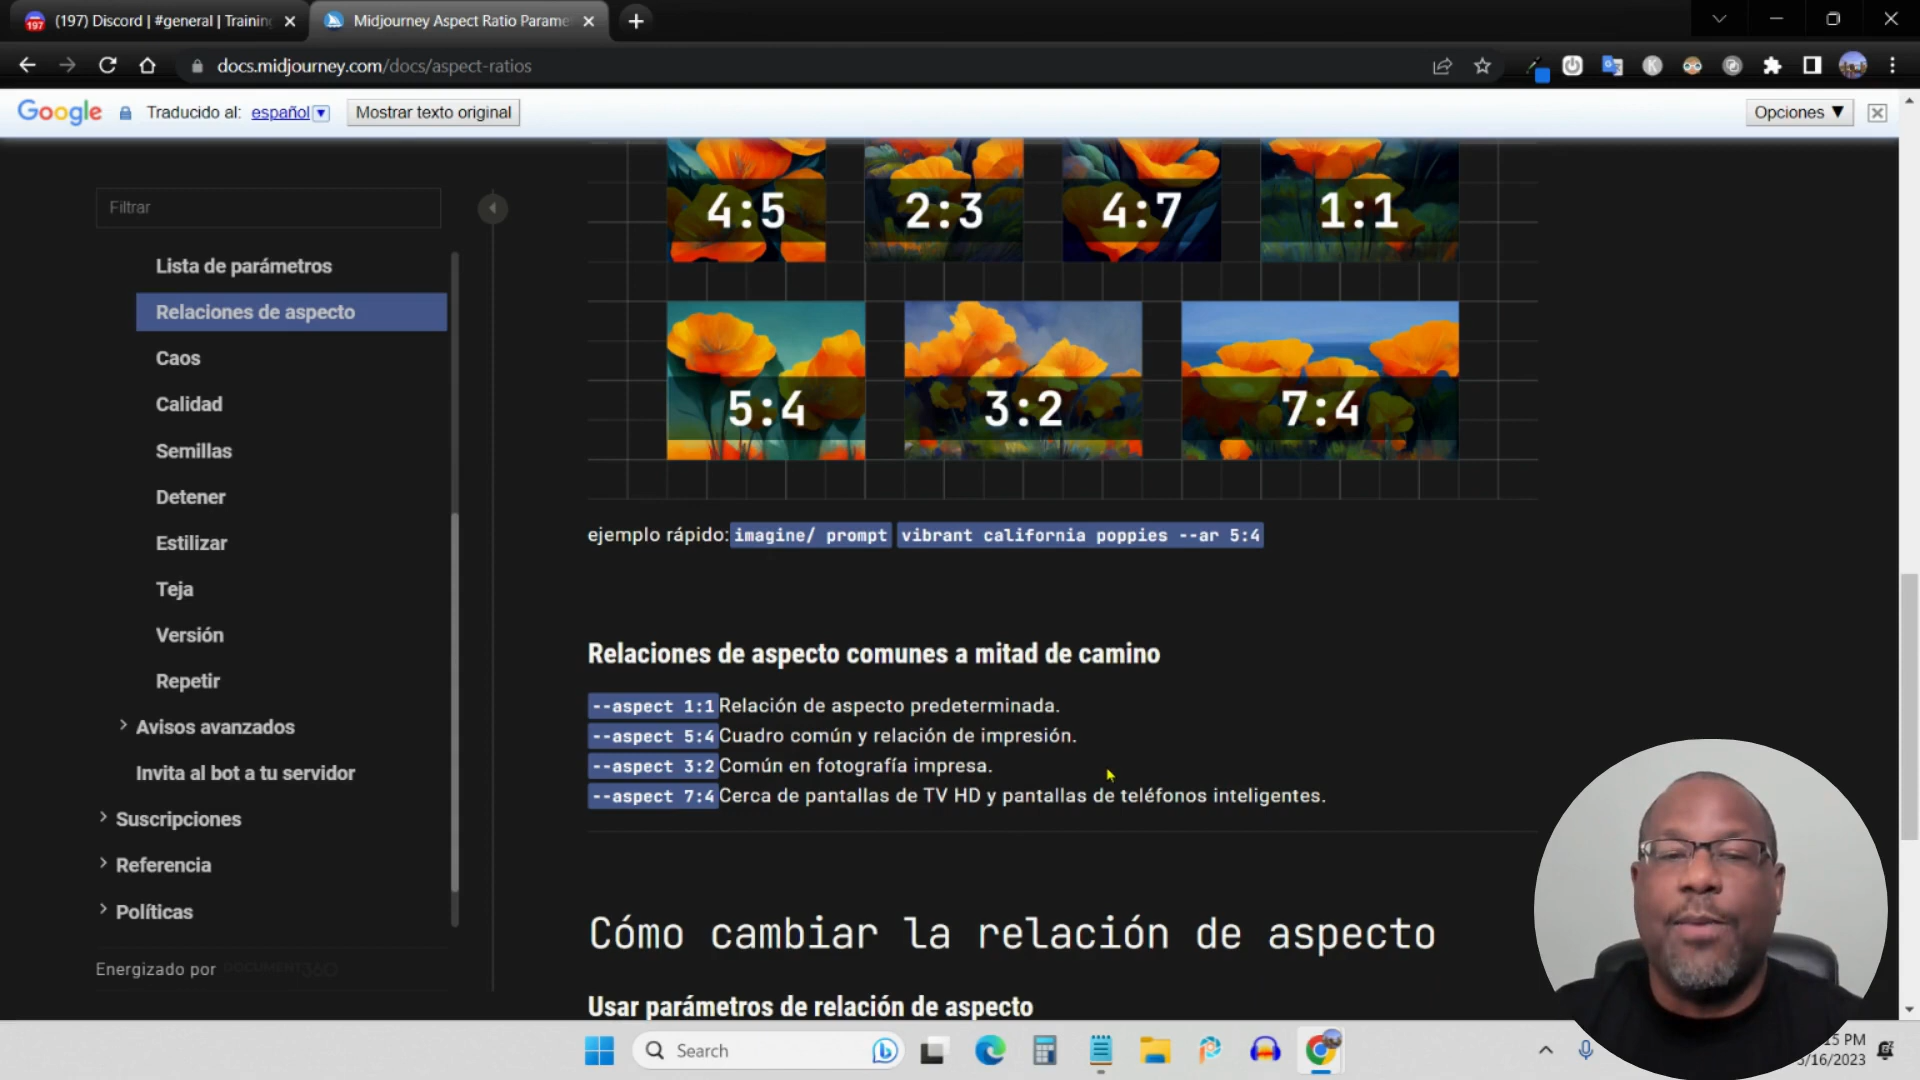 (197) Discord | #general | Trainin
Midjourney Aspect Ratio Parame
docs.midjourney.com/docs/aspect-ratios
Google
Traducido al:
español
Mostrar texto original
Opciones ▼
Filtrar
Lista de parámetros
Relaciones de aspecto
Caos
Calidad
Semillas
Detener
Estilizar
Teja
Versión
Repetir
Avisos avanzados
Invita al bot a tu servidor
Suscripciones
Referencia
Políticas
Energizado por DOCUMENT360
4:5 2:3 4:7 1:1
5:4 3:2 7:4
ejemplo rápido: imagine/ prompt vibrant california poppies --ar 5:4
Relaciones de aspecto comunes a mitad de camino
--aspect 1:1 Relación de aspecto predeterminada.
--aspect 5:4 Cuadro común y relación de impresión.
--aspect 3:2 Común en fotografía impresa.
--aspect 7:4 Cerca de pantallas de TV HD y pantallas de teléfonos inteligentes.
Cómo cambiar la relación de aspecto
Usar parámetros de relación de aspecto
Search
15 PM
/16/2023